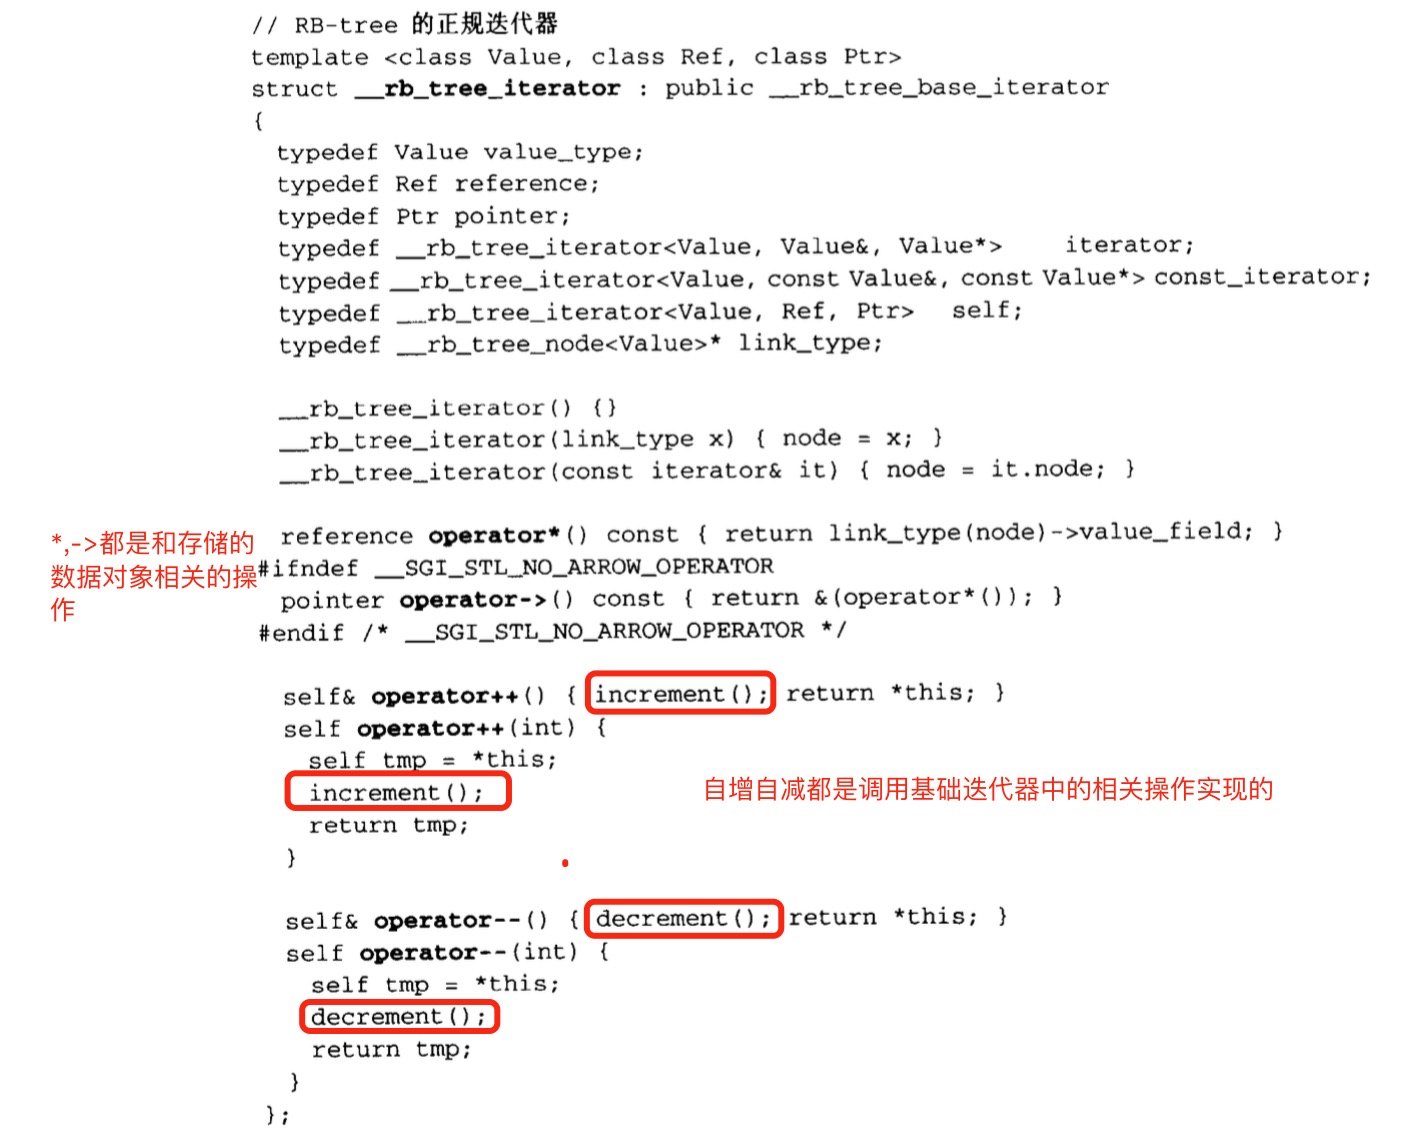 // RB-tree 的正规迭代器
template <class Value, class Ref, class Ptr>
struct __rb_tree_iterator : public __rb_tree_base_iterator
{
typedef Value value_type;
typedef Ref reference;
typedef Ptr pointer;
typedef __rb_tree_iterator<Value, Value&, Value*> iterator;
typedef __rb_tree_iterator<Value, const Value&, const Value*> const_iterator;
typedef __rb_tree_iterator<Value, Ref, Ptr> self;
typedef __rb_tree_node<Value>* link_type;
__rb_tree_iterator() {}
__rb_tree_iterator(link_type x) { node = x; }
__rb_tree_iterator(const iterator& it) { node = it.node; }
*,->都是和存储的
数据对象相关的操
作
reference operator*() const { return link_type(node)->value_field; }
#ifndef __SGI_STL_NO_ARROW_OPERATOR
pointer operator->() const { return &(operator*()); }
#endif /* __SGI_STL_NO_ARROW_OPERATOR */
self& operator++() { increment(); return *this; }
self operator++(int) {
self tmp = *this;
increment();
return tmp;
}
自增自减都是调用基础迭代器中的相关操作实现的
self& operator--() { decrement(); return *this; }
self operator--(int) {
self tmp = *this;
decrement();
return tmp;
}
};